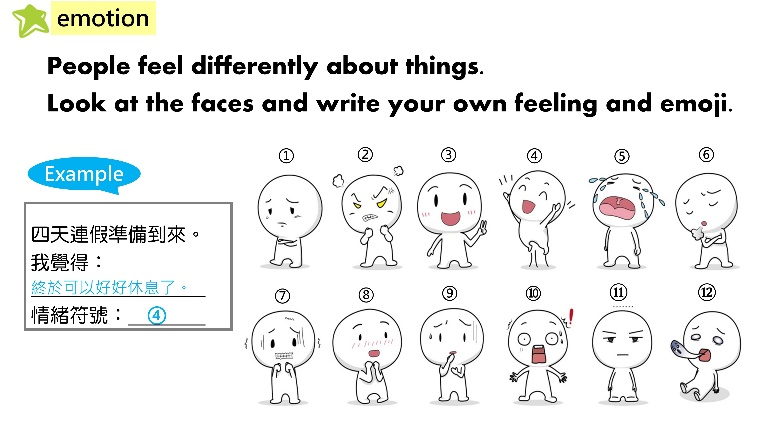 emotion
People feel differently about things.
Look at the faces and write your own feeling and emoji.
Example
四天連假準備到來。
我覺得：
終於可以好好休息了。
情緒符號： ④
① ② ③ ④ ⑤ ⑥
⑦ ⑧ ⑨ ⑩ ⑪ ⑫